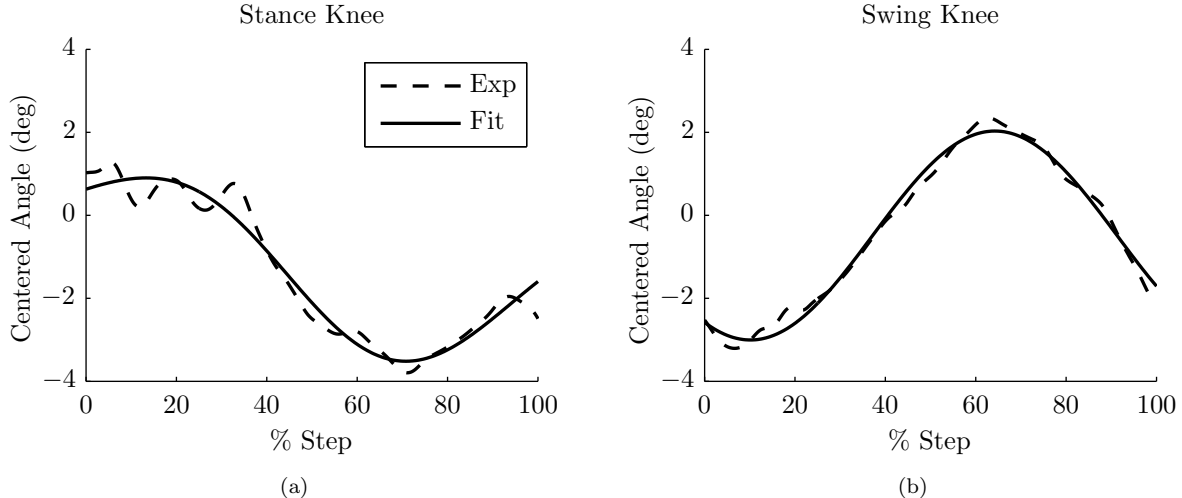 Stance Knee
4
2
0
−2
−4
Centered Angle (deg)
Exp
Fit
0 20 40 60 80 100
% Step
(a)
Swing Knee
4
2
0
−2
−4
Centered Angle (deg)
0 20 40 60 80 100
% Step
(b)